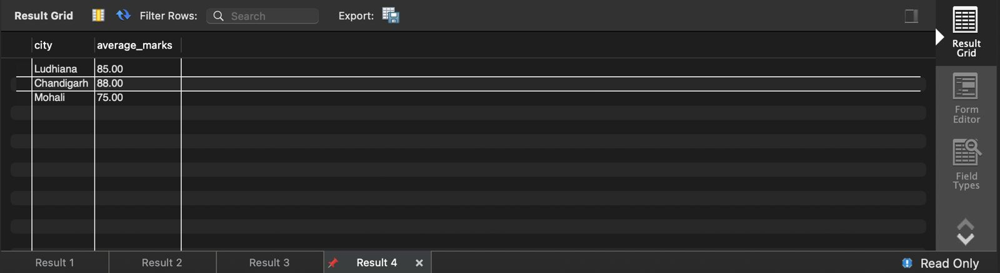 Result Grid Filter Rows: Search Export:
city average_marks
Ludhiana 85.00
Chandigarh 88.00
Mohali 75.00
Result
Grid
Form
Editor
Field
Types
Result 1 Result 2 Result 3 Result 4 × Read Only